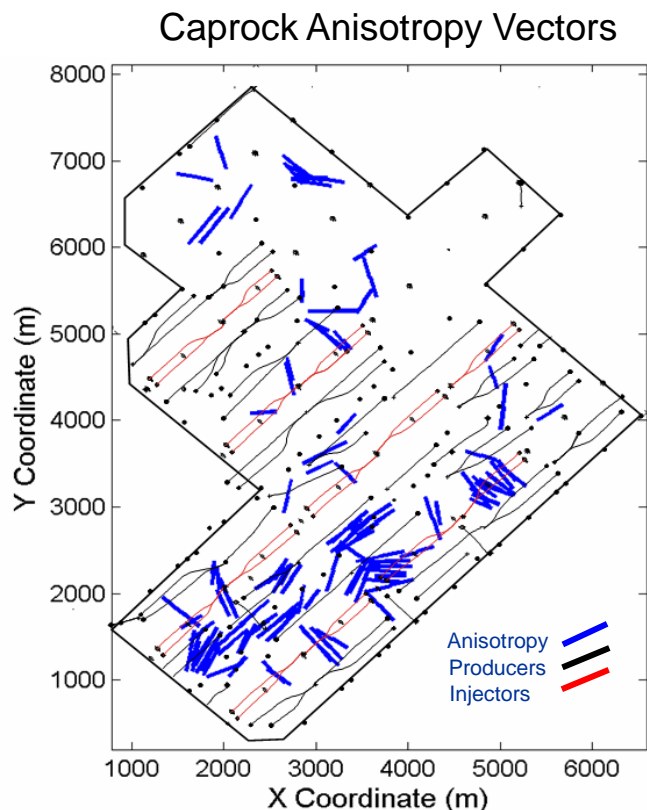 Caprock Anisotropy Vectors
8000
7000
6000
5000
4000
3000
2000
1000
Y Coordinate (m)
Anisotropy
Producers
Injectors
1000 2000 3000 4000 5000 6000
X Coordinate (m)